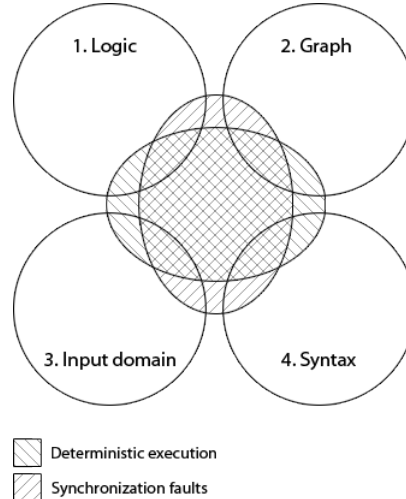 1. Logic
2. Graph
3. Input domain
4. Syntax
Deterministic execution
Synchronization faults